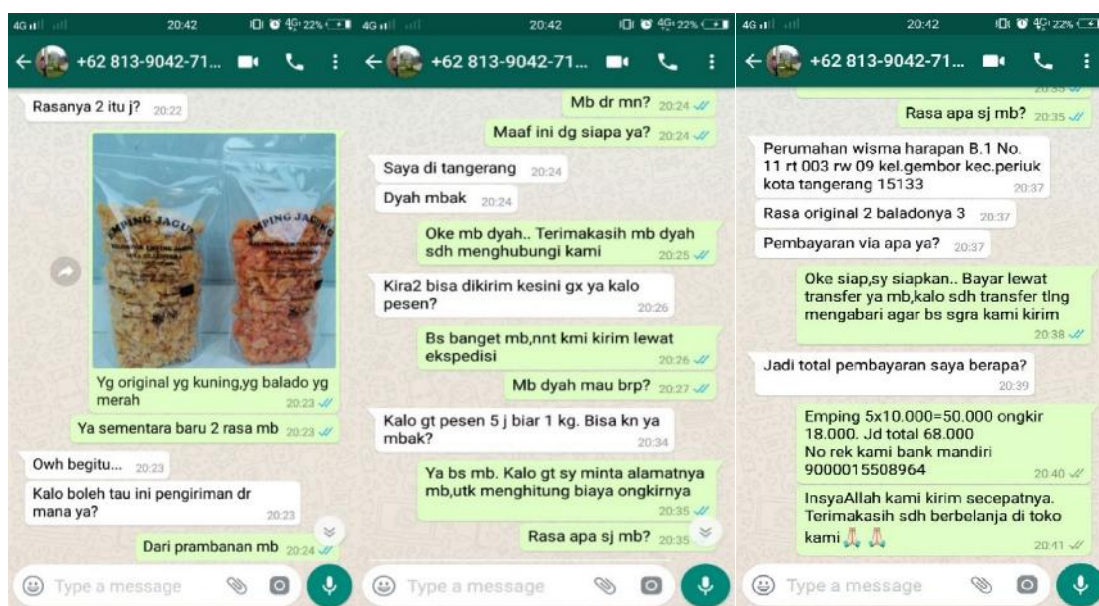 4G 20:42 4G 22%
+62 813-9042-71...
Rasanya 2 itu j? 20:22
EMPING JAGUNG
EMPING JAGUNG
Yg original yg kuning,yg balado yg
merah 20:23
Ya sementara baru 2 rasa mb 20:23
Owh begitu... 20:23
Kalo boleh tau ini pengiriman dr
mana ya? 20:23
Dari prambanan mb 20:24
Type a message
4G 20:42 4G 22%
+62 813-9042-71...
Mb dr mn? 20:24
Maaf ini dg siapa ya? 20:24
Saya di tangerang 20:24
Dyah mbak 20:24
Oke mb dyah.. Terimakasih mb dyah
sdh menghubungi kami 20:25
Kira2 bisa dikirim kesini gx ya kalo
pesen? 20:26
Bs banget mb,nnt kmi kirim lewat
ekspedisi 20:26
Mb dyah mau brp? 20:27
Kalo gt pesen 5 j biar 1 kg. Bisa kn ya
mbak? 20:34
Ya bs mb. Kalo gt sy minta alamatnya
mb,utk menghitung biaya ongkirnya
20:35
Rasa apa sj mb? 20:35
Type a message
4G 20:42 4G 22%
+62 813-9042-71...
20:35
Rasa apa sj mb? 20:35
Perumahan wisma harapan B.1 No.
11 rt 003 rw 09 kel.gembor kec.periuk
kota tangerang 15133 20:37
Rasa original 2 baladonya 3 20:37
Pembayaran via apa ya? 20:37
Oke siap,sy siapkan.. Bayar lewat
transfer ya mb,kalo sdh transfer tlng
mengabari agar bs sgra kami kirim
20:38
Jadi total pembayaran saya berapa?
20:39
Emping 5x10.000=50.000 ongkir
18.000. Jd total 68.000
No rek kami bank mandiri
9000015508964 20:40
InsyaAllah kami kirim secepatnya.
Terimakasih sdh berbelanja di toko
kami 🙏🙏 20:41
Type a message